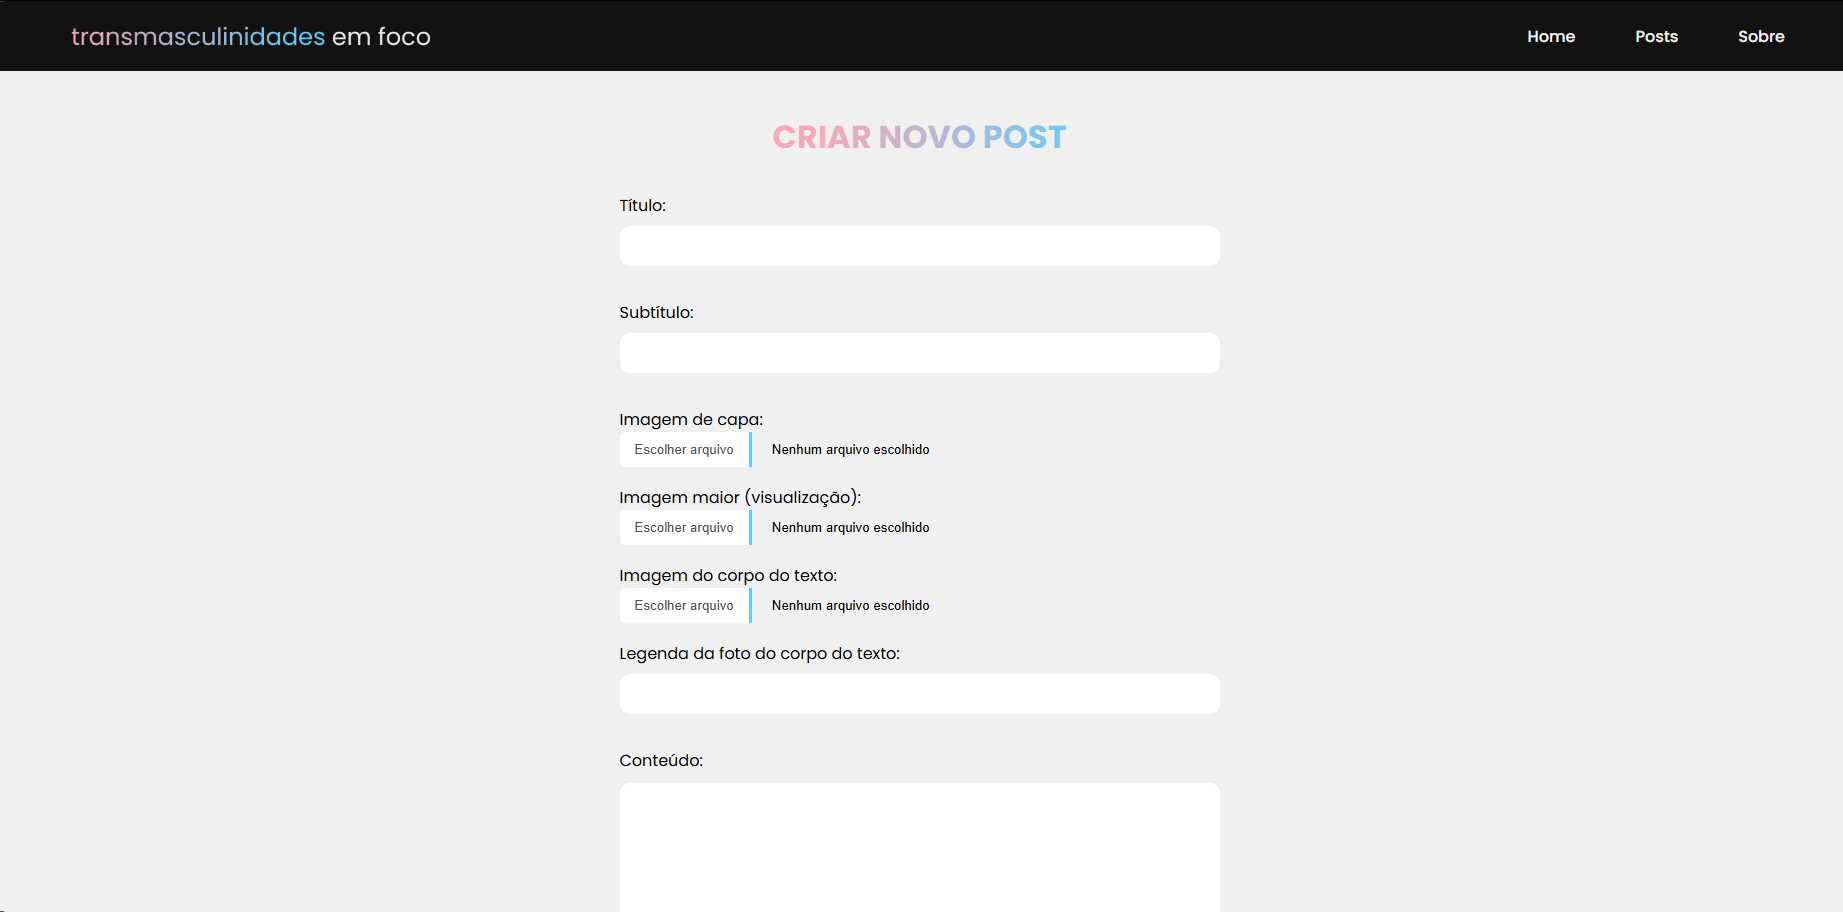 transmasculinidades em foco
Home Posts Sobre
CRIAR NOVO POST
Título:
Subtítulo:
Imagem de capa:
Escolher arquivo Nenhum arquivo escolhido
Imagem maior (visualização):
Escolher arquivo Nenhum arquivo escolhido
Imagem do corpo do texto:
Escolher arquivo Nenhum arquivo escolhido
Legenda da foto do corpo do texto:
Conteúdo: